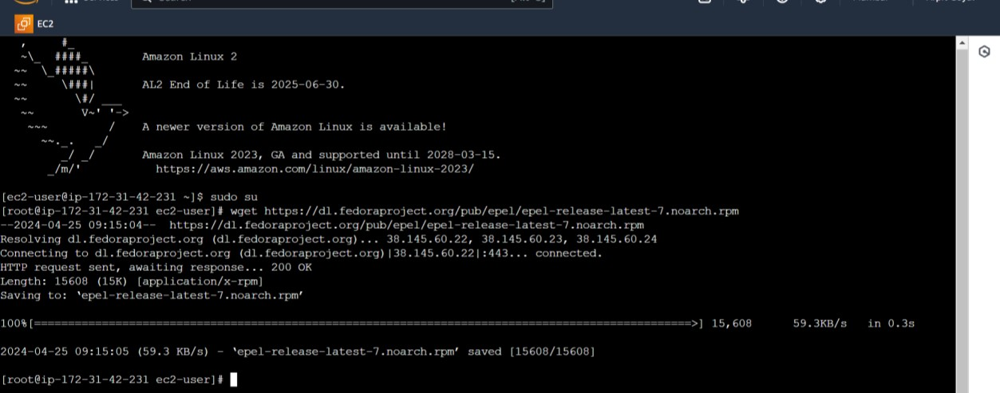 EC2
,     #_
~\_  ####_        Amazon Linux 2
~~  \_#####\
~~     \###|       AL2 End of Life is 2025-06-30.
~~       \#/ ___
~~       V~' '->
~~~         /    A newer version of Amazon Linux is available!
~~._.   _/
_/ _/       Amazon Linux 2023, GA and supported until 2028-03-15.
_/m/'           https://aws.amazon.com/linux/amazon-linux-2023/
[ec2-user@ip-172-31-42-231 ~]$ sudo su
[root@ip-172-31-42-231 ec2-user]# wget https://dl.fedoraproject.org/pub/epel/epel-release-latest-7.noarch.rpm
--2024-04-25 09:15:04--  https://dl.fedoraproject.org/pub/epel/epel-release-latest-7.noarch.rpm
Resolving dl.fedoraproject.org (dl.fedoraproject.org)... 38.145.60.22, 38.145.60.23, 38.145.60.24
Connecting to dl.fedoraproject.org (dl.fedoraproject.org)|38.145.60.22|:443... connected.
HTTP request sent, awaiting response... 200 OK
Length: 15608 (15K) [application/x-rpm]
Saving to: ‘epel-release-latest-7.noarch.rpm’
100%[=================================================================================================>] 15,608      59.3KB/s   in 0.3s
2024-04-25 09:15:05 (59.3 KB/s) - ‘epel-release-latest-7.noarch.rpm’ saved [15608/15608]
[root@ip-172-31-42-231 ec2-user]#